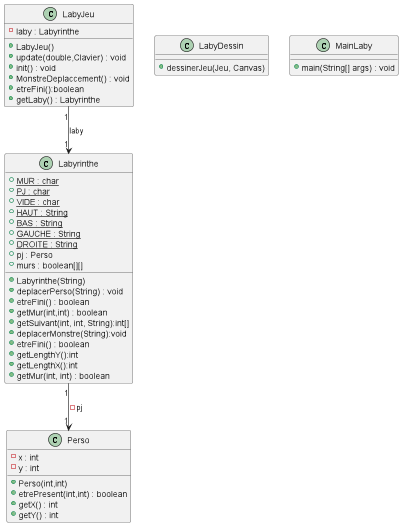 C LabyJeu
laby : Labyrinthe
LabyJeu()
update(double,Clavier) : void
init() : void
MonstreDeplaccement() : void
etreFini():boolean
getLaby() : Labyrinthe
C LabyDessin
dessinerJeu(Jeu, Canvas)
C MainLaby
main(String[] args) : void
1
laby
1
C Labyrinthe
MUR : char
PJ : char
VIDE : char
HAUT : String
BAS : String
GAUCHE : String
DROITE : String
pj : Perso
murs : boolean[][]
Labyrinthe(String)
deplacerPerso(String) : void
etreFini() : boolean
getMur(int,int) : boolean
getSuivant(int, int, String):int[]
deplacerMonstre(String):void
etreFini() : boolean
getLengthY():int
getLengthX():int
getMur(int, int) : boolean
1
pj
1
C Perso
x : int
y : int
Perso(int,int)
etrePresent(int,int) : boolean
getX() : int
getY() : int